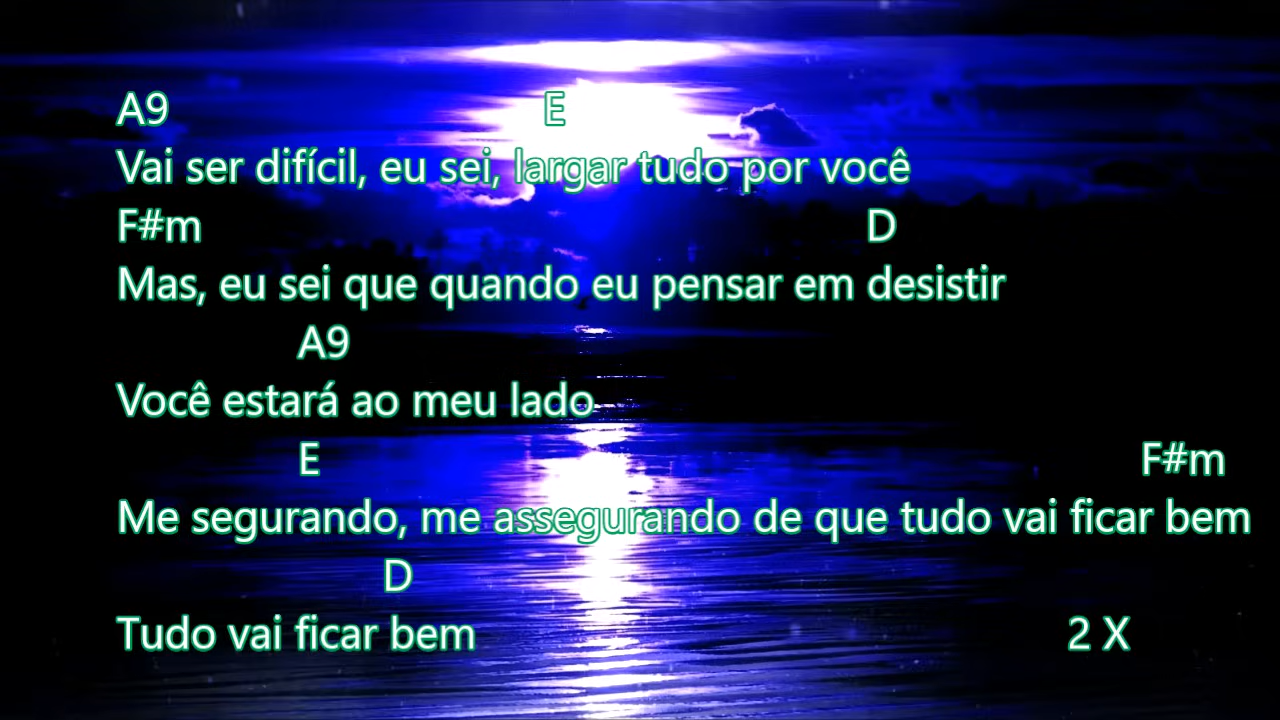 A9 E
Vai ser difícil, eu sei, largar tudo por você
F#m D
Mas, eu sei que quando eu pensar em desistir
A9
Você estará ao meu lado
E F#m
Me segurando, me assegurando de que tudo vai ficar bem
D
Tudo vai ficar bem 2 X